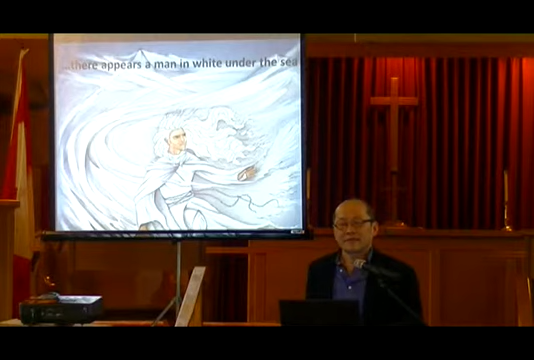 ...there appears a man in white under the sea